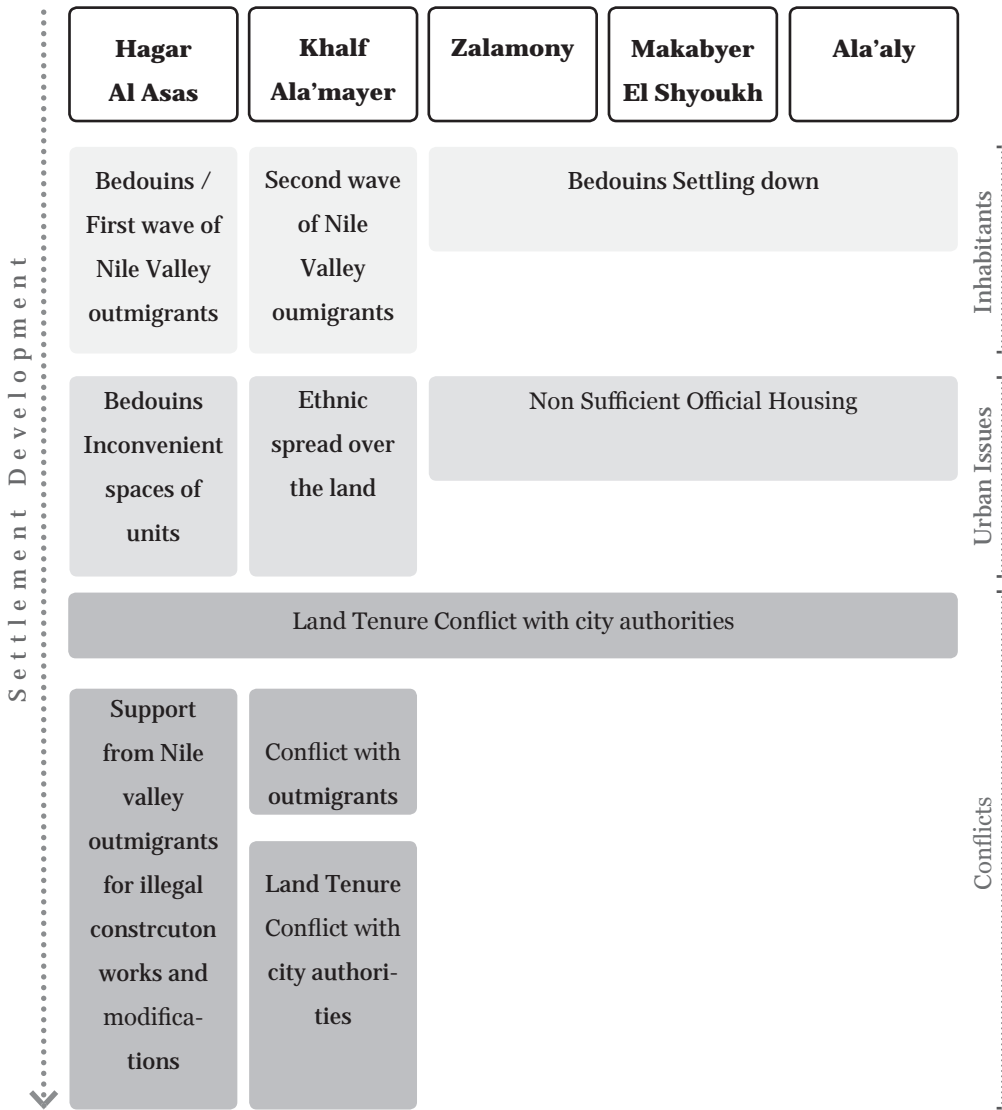 Hagar
Al Asas
Khalf
Ala’mayer
Zalamony
Makabyer
El Shyoukh
Ala’aly
Settlement Development
Inhabitants
Bedouins /
First wave of
Nile Valley
outmigrants
Second wave
of Nile
Valley
oumigrants
Bedouins Settling down
Urban Issues
Bedouins
Inconvenient
spaces of
units
Ethnic
spread over
the land
Non Sufficient Official Housing
Conflicts
Land Tenure Conflict with city authorities
Support
from Nile
valley
outmigrants
for illegal
constrcuton
works and
modifica-
tions
Conflict with
outmigrants
Land Tenure
Conflict with
city authori-
ties